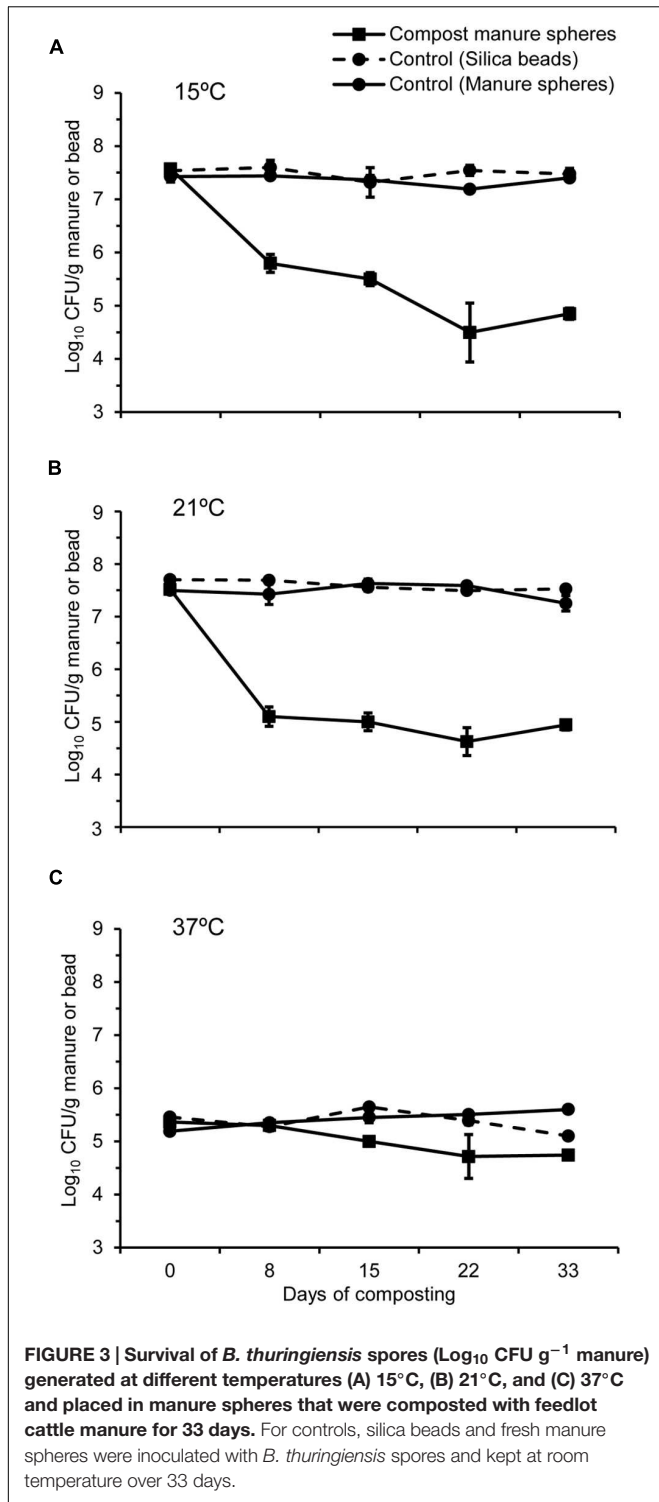 A
Compost manure spheres
Control (Silica beads)
Control (Manure spheres)
15ºC
Log10 CFU/g manure or bead
9
8
7
6
5
4
3
B
21ºC
Log10 CFU/g manure or bead
9
8
7
6
5
4
3
C
37ºC
Log10 CFU/g manure or bead
9
8
7
6
5
4
3
0 8 15 22 33
Days of composting
FIGURE 3 | Survival of B. thuringiensis spores (Log10 CFU g−1 manure)
generated at different temperatures (A) 15°C, (B) 21°C, and (C) 37°C
and placed in manure spheres that were composted with feedlot
cattle manure for 33 days. For controls, silica beads and fresh manure
spheres were inoculated with B. thuringiensis spores and kept at room
temperature over 33 days.